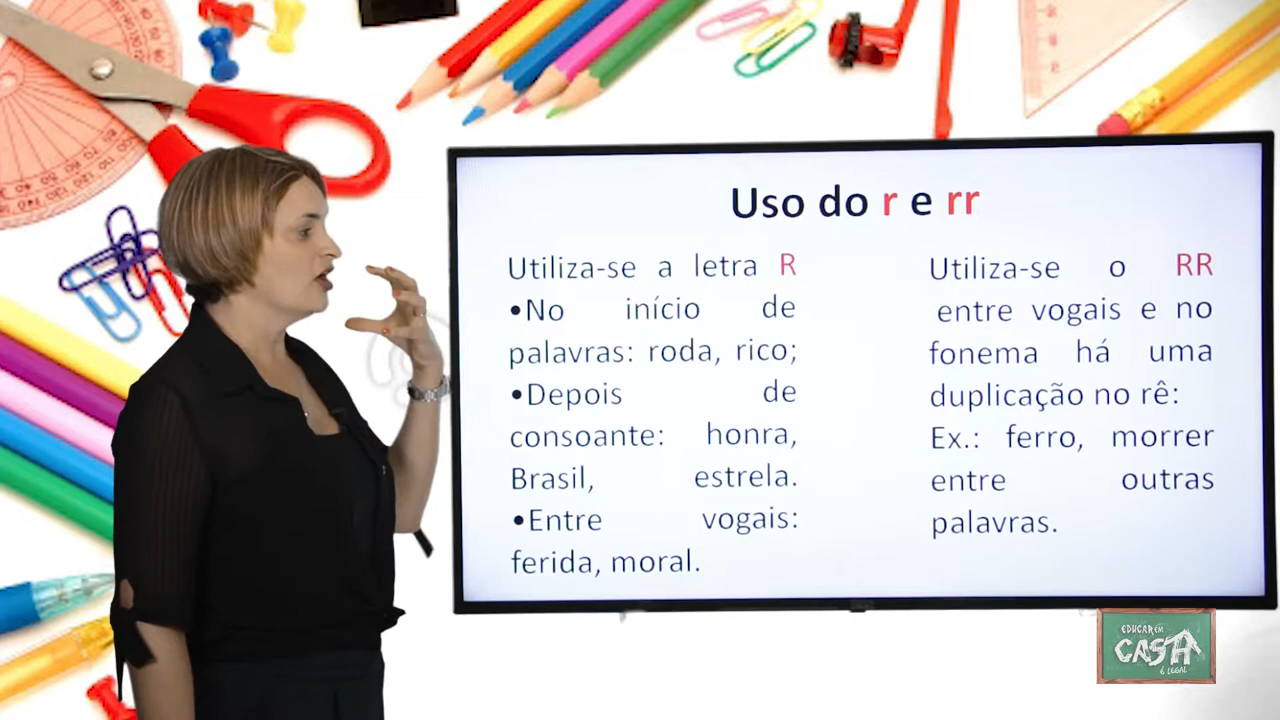 Uso do r e rr
Utiliza-se a letra R
•No início de
palavras: roda, rico;
•Depois de
consoante: honra,
Brasil, estrela.
•Entre vogais:
ferida, moral.
Utiliza-se o RR
entre vogais e no
fonema há uma
duplicação no rê:
Ex.: ferro, morrer
entre outras
palavras.
EDUCAR EM
CASA
É LEGAL